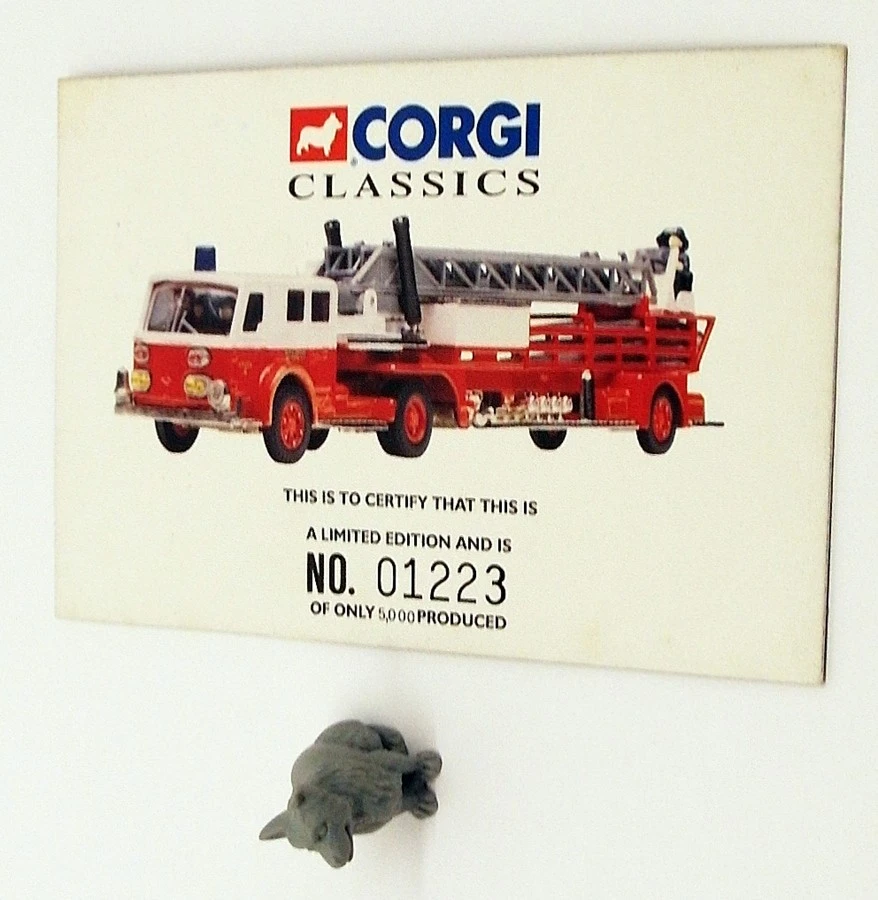 CORGI
CLASSICS
THIS IS TO CERTIFY THAT THIS IS
A LIMITED EDITION AND IS
NO. 01223
OF ONLY 5,000 PRODUCED